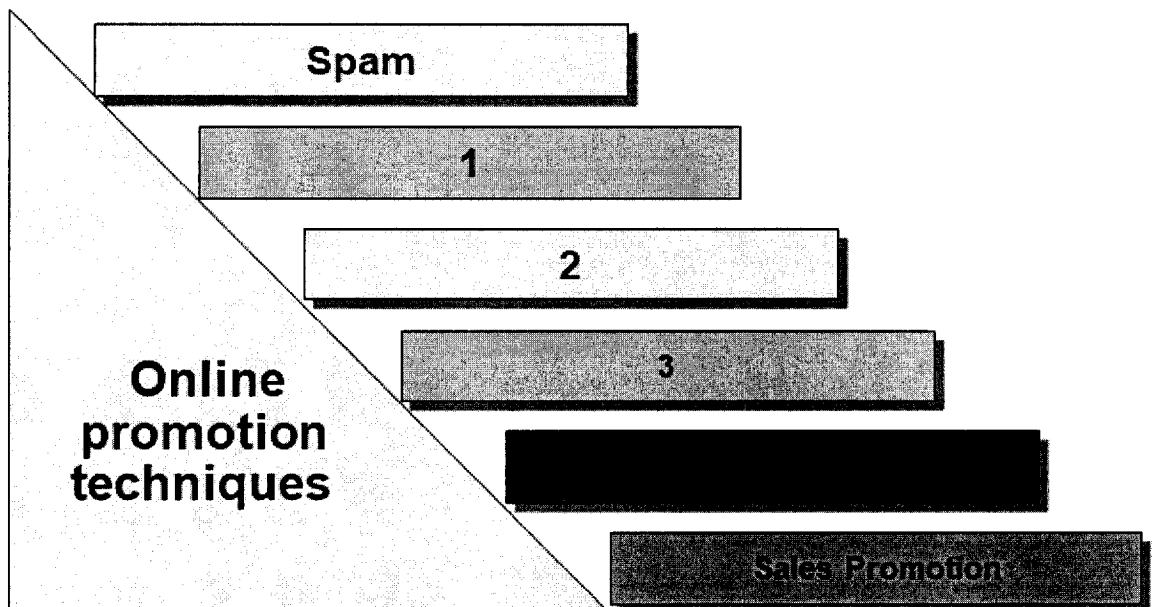 Spam
1
2
3
Online
promotion
techniques
Sales Promotion